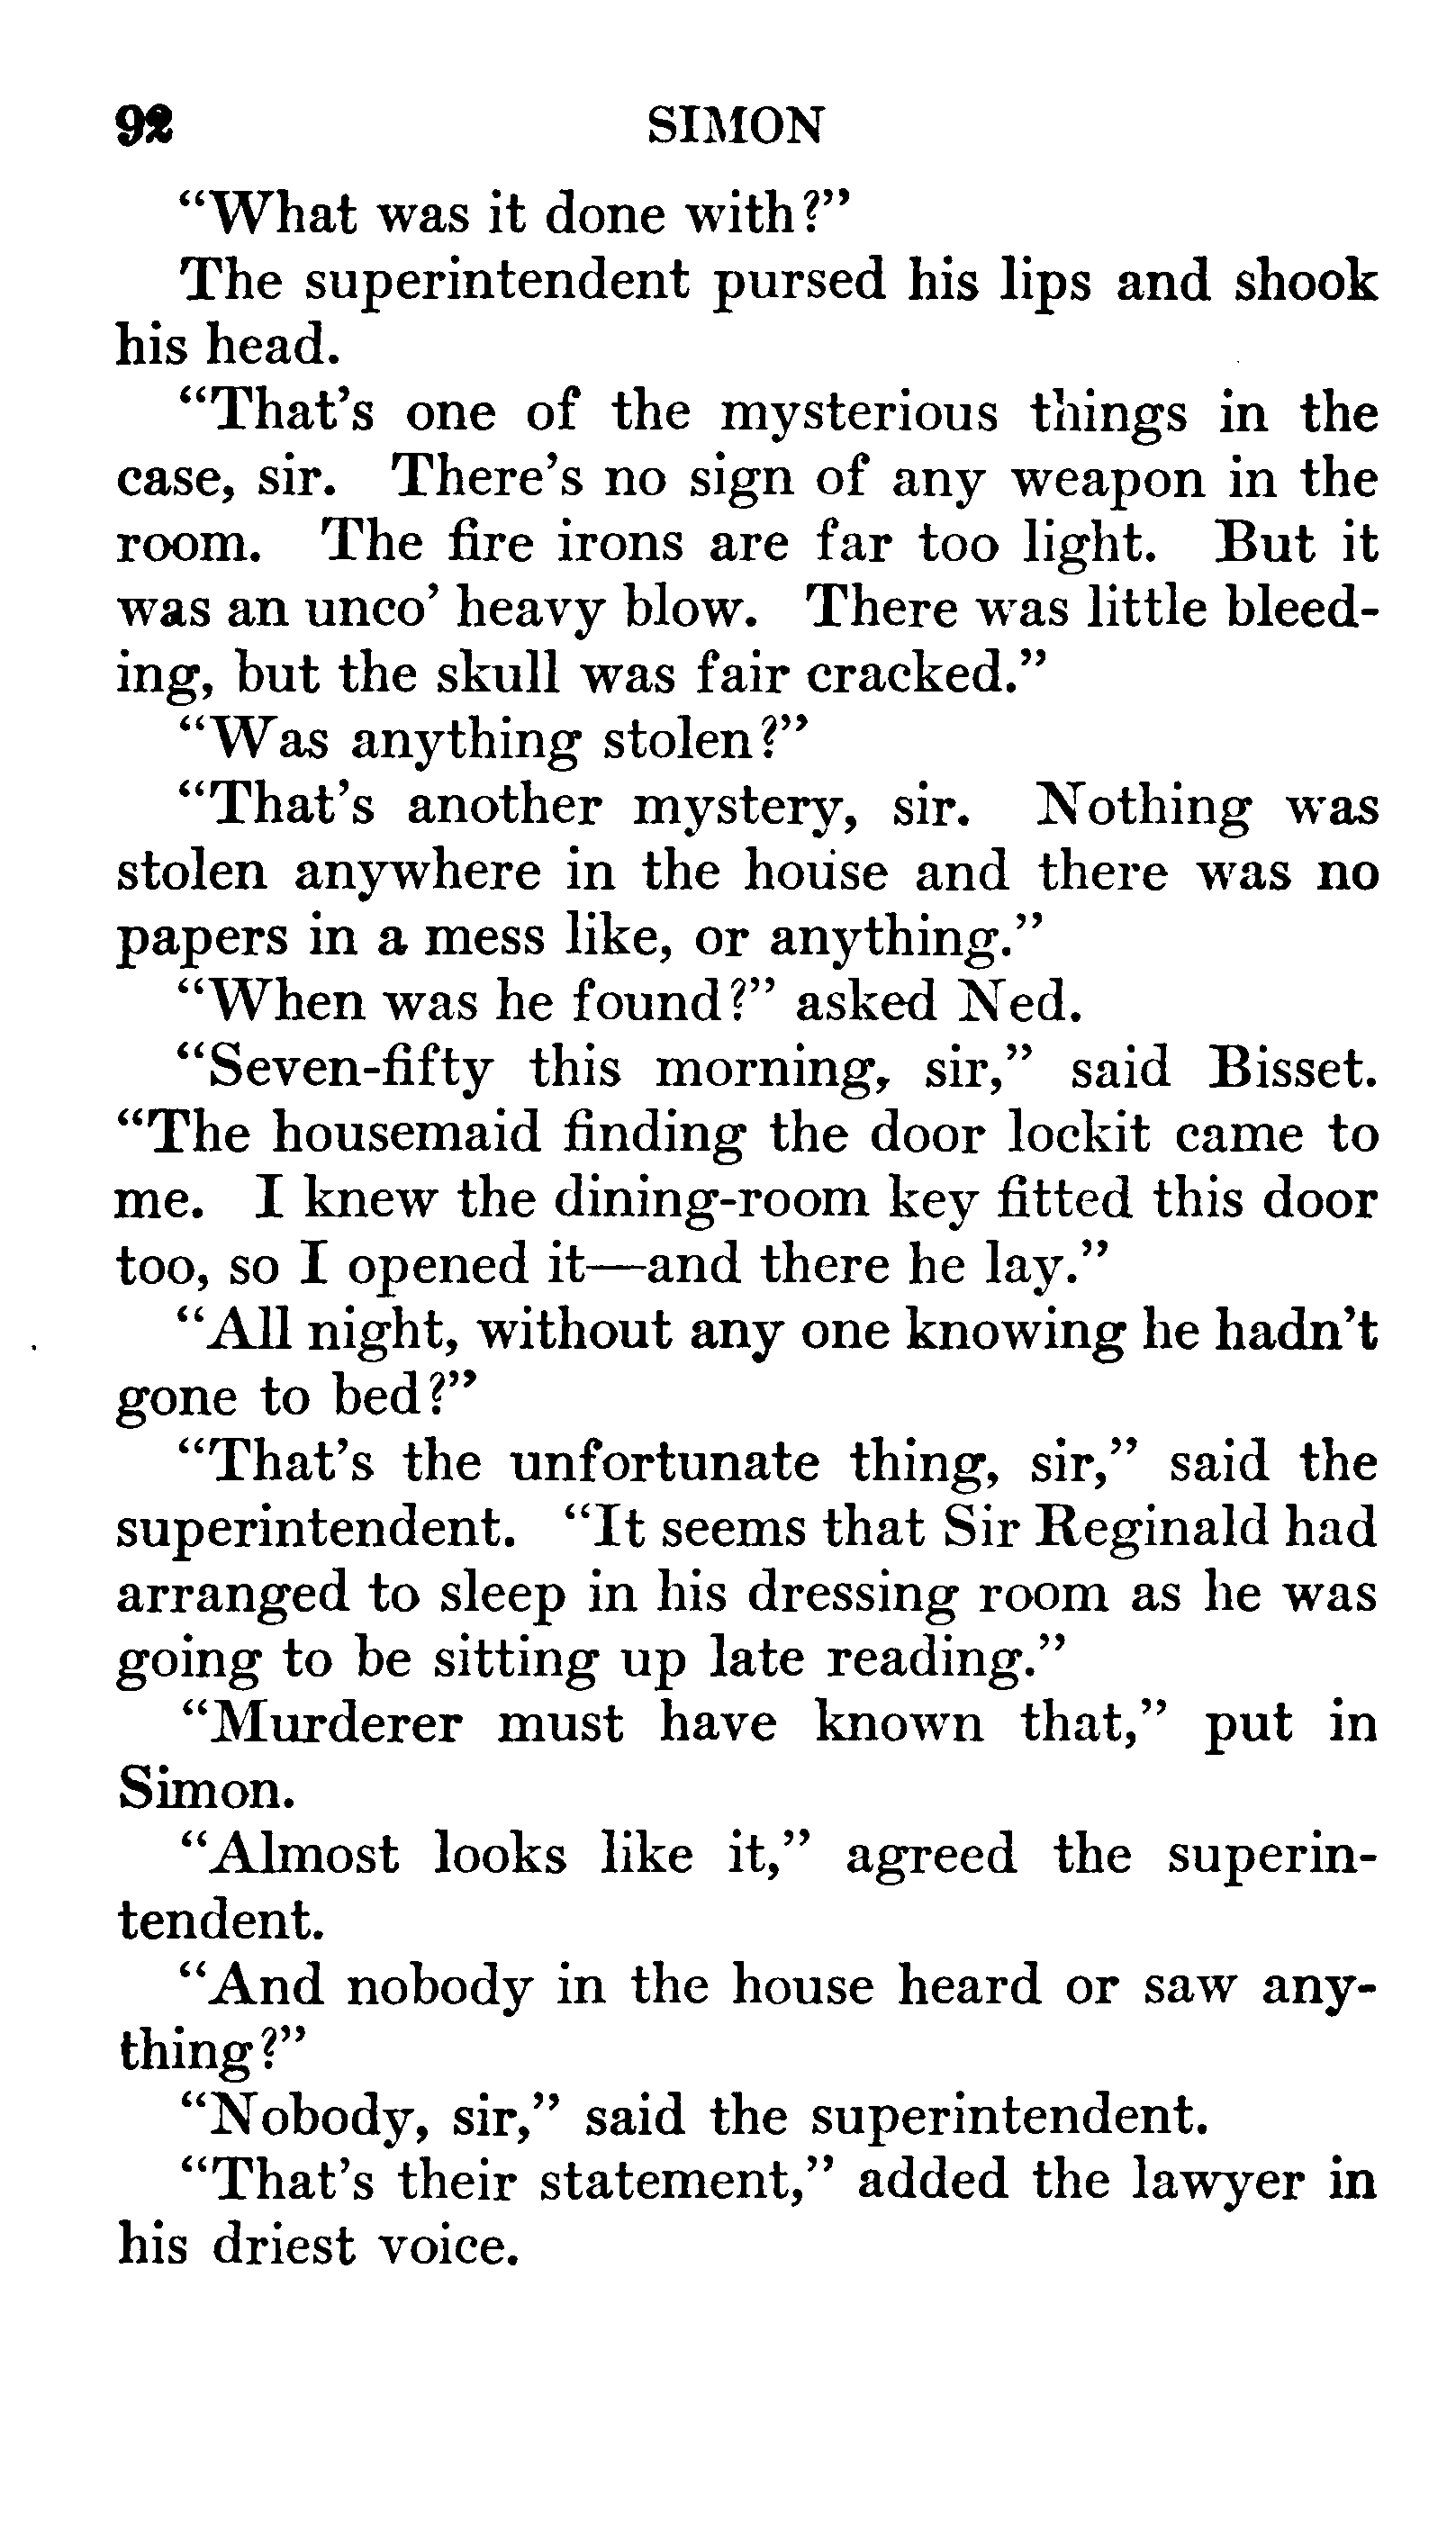 92 SIMON
“What was it done with?”
The superintendent pursed his lips and shook
his head.
“That’s one of the mysterious things in the
case, sir. There’s no sign of any weapon in the
room. The fire irons are far too light. But it
was an unco’ heavy blow. There was little bleed-
ing, but the skull was fair cracked.”
“Was anything stolen?”
“That’s another mystery, sir. Nothing was
stolen anywhere in the house and there was no
papers in a mess like, or anything.”
“When was he found?” asked Ned.
“Seven-fifty this morning, sir,” said Bisset.
“The housemaid finding the door lockit came to
me. I knew the dining-room key fitted this door
too, so I opened it—and there he lay.”
“All night, without any one knowing he hadn’t
gone to bed?”
“That’s the unfortunate thing, sir,” said the
superintendent. “It seems that Sir Reginald had
arranged to sleep in his dressing room as he was
going to be sitting up late reading.”
“Murderer must have known that,” put in
Simon.
“Almost looks like it,” agreed the superin-
tendent.
“And nobody in the house heard or saw any-
thing?”
“Nobody, sir,” said the superintendent.
“That’s their statement,” added the lawyer in
his driest voice.